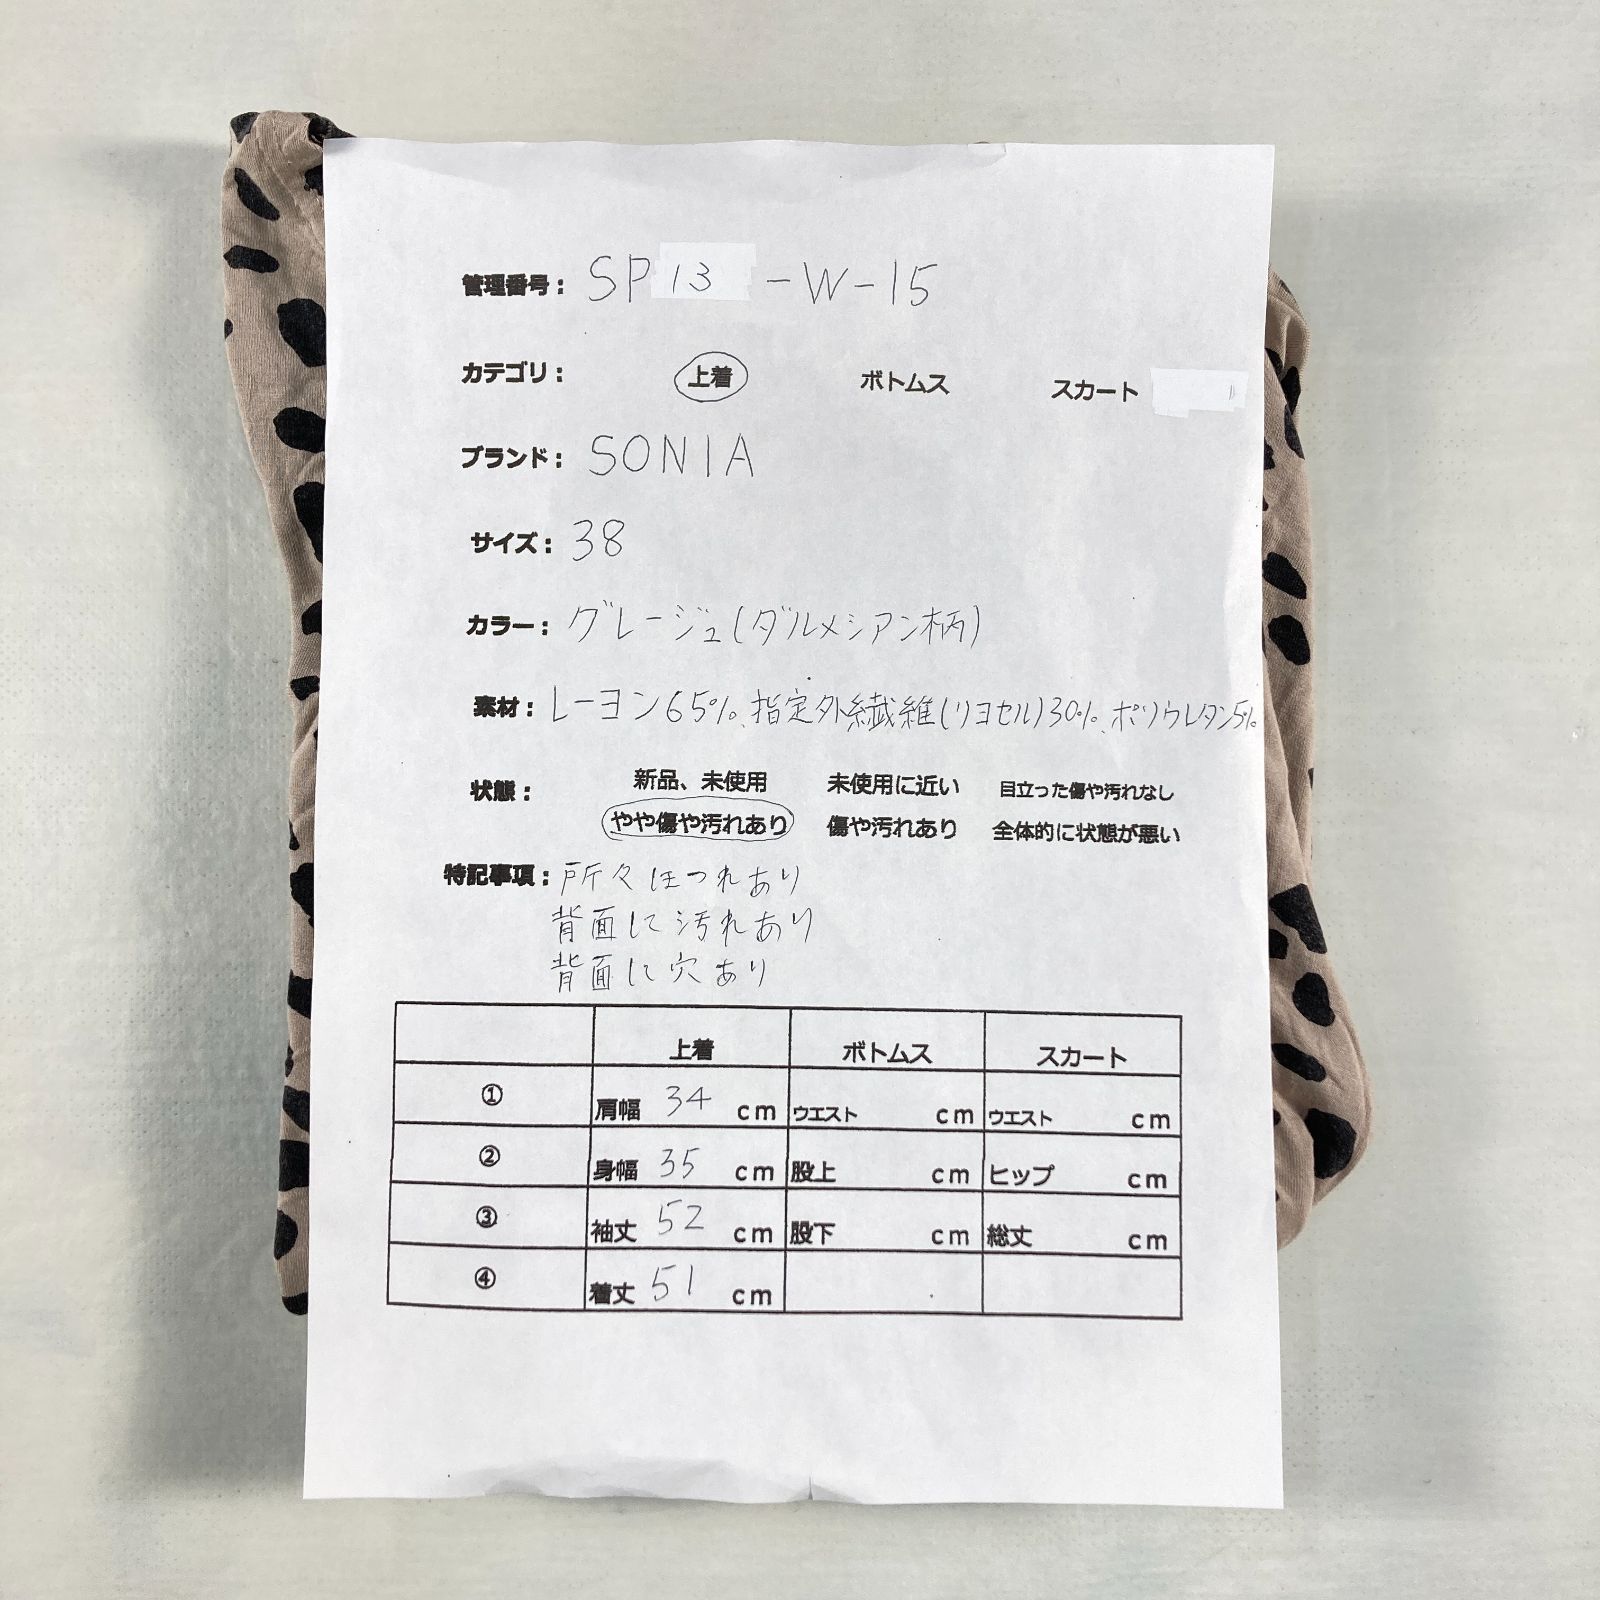 管理番号: SP13-W-15
カテゴリ: 上着 ボトムス スカート
ブランド: SONIA
サイズ: 38
カラー: グレージュ(ダルメシアン柄)
素材: レーヨン65%、指定外繊維(リヨセル)30%、ポリウレタン5%
状態: 新品、未使用 未使用に近い 目立った傷や汚れなし
やや傷や汚れあり 傷や汚れあり 全体的に状態が悪い
特記事項: 所々ほつれあり
背面に汚れあり
背面に穴あり
上着 ボトムス スカート
① 肩幅 34 cm ウエスト cm ウエスト cm
② 身幅 35 cm 股上 cm ヒップ cm
③ 袖丈 52 cm 股下 cm 総丈 cm
④ 着丈 51 cm